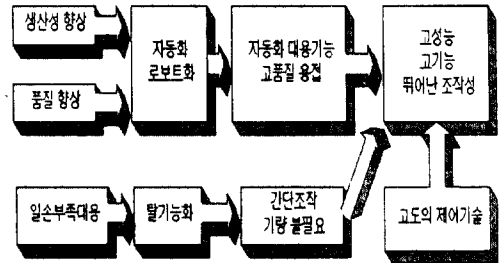 생산성 향상
품질 향상
자동화
로보트화
자동화 대용기능
고품질 용접
고성능
고기능
뛰어난 조작성
일손부족대용
탈기능화
간단조작
기량 불필요
고도의 제어기술